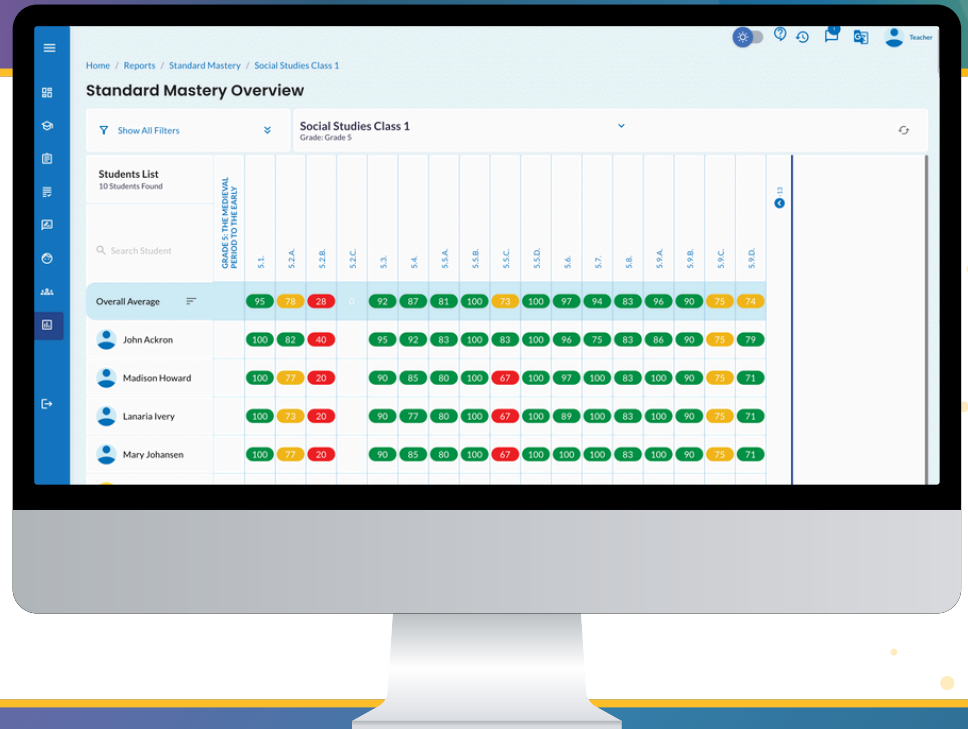 Teacher
Home / Reports / Standard Mastery / Social Studies Class 1
Standard Mastery Overview
Show All Filters
Social Studies Class 1
Grade: Grade 5
Students List
10 Students Found
Search Student
GRADE 5: THE MEDIEVAL
PERIOD TO THE EARLY
5.1. 5.2.A. 5.2.B. 5.2.C. 5.3. 5.4. 5.5.A. 5.5.B. 5.5.C. 5.5.D. 5.6. 5.7. 5.8. 5.9.A. 5.9.B. 5.9.C. 5.9.D.
Overall Average 95 78 28 0 92 87 81 100 73 100 97 94 83 96 90 75 74
John Ackron 100 82 40 95 92 83 100 83 100 96 75 83 86 90 75 79
Madison Howard 100 77 20 90 85 80 100 67 100 97 100 83 100 90 75 71
Lanaria Ivery 100 73 20 90 77 80 100 67 100 89 100 83 100 90 75 71
Mary Johansen 100 77 20 90 85 80 100 67 100 100 100 83 100 90 75 71